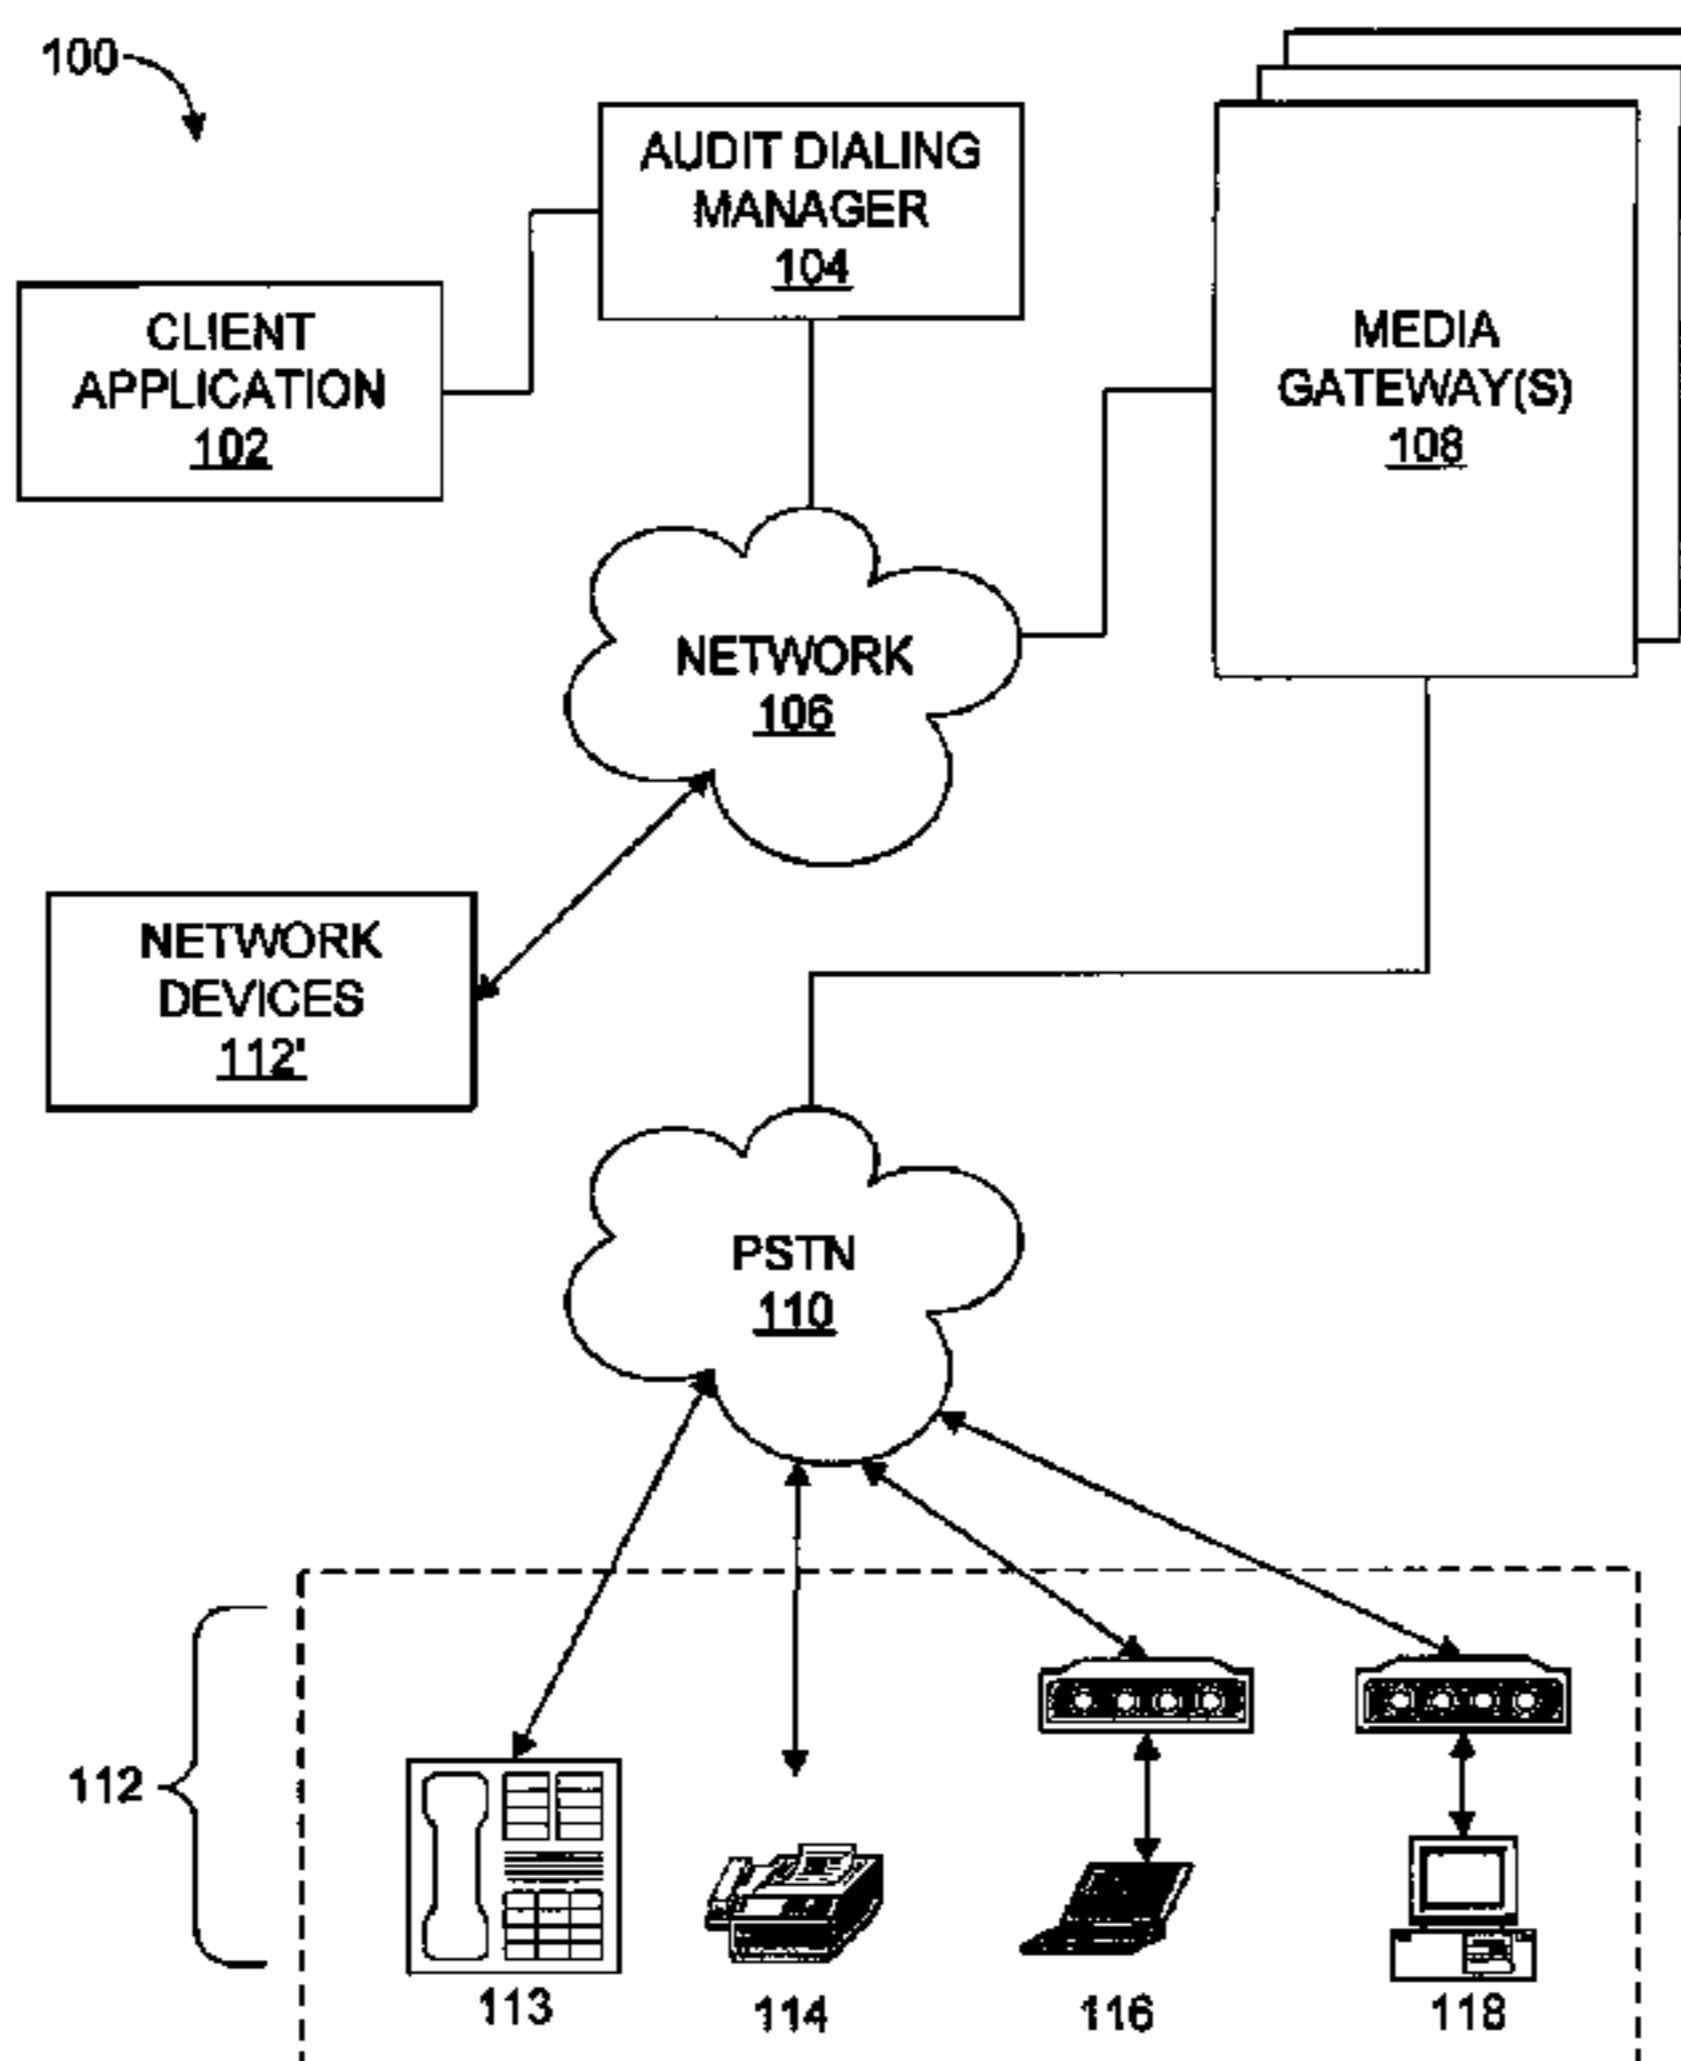 100
AUDIT DIALING
MANAGER
104
CLIENT
APPLICATION
102
MEDIA
GATEWAY(S)
108
NETWORK
106
NETWORK
DEVICES
112'
PSTN
110
112
113
114
116
118